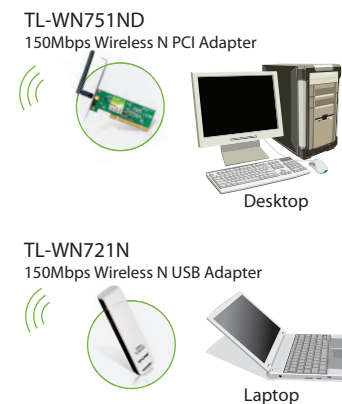 TL-WN751ND
150Mbps Wireless N PCI Adapter
Desktop
TL-WN721N
150Mbps Wireless N USB Adapter
Laptop